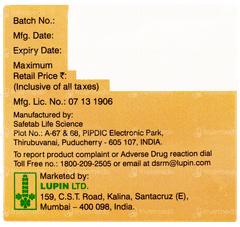 Batch No.:
Mfg. Date:
Expiry Date:
Maximum
Retail Price ₹:
(Inclusive of all taxes)
Mfg. Lic. No.: 07 13 1906
Manufactured by:
Safetab Life Science
Plot No.: A-67 & 68, PIPDIC Electronic Park,
Thirubuvanai, Puducherry - 605 107, INDIA.
To report product complaint or Adverse Drug reaction dial
Toll Free no.: 1800-209-2505 or email at dsrm@lupin.com
Marketed by:
LUPIN LTD.
159, C.S.T. Road, Kalina, Santacruz (E),
Mumbai – 400 098, India.